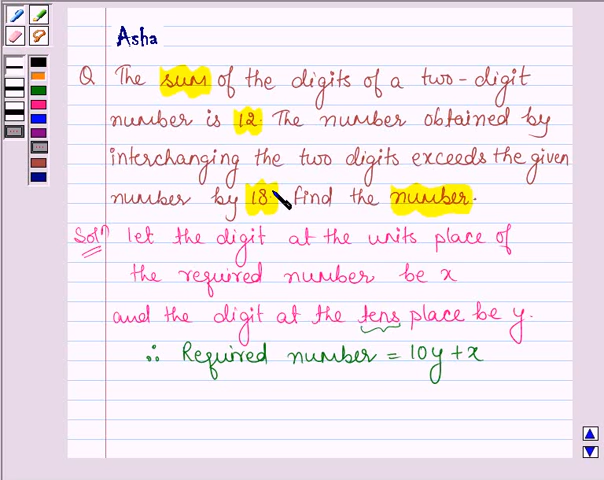 Asha
Q The sum of the digits of a two-digit
number is 12. The number obtained by
interchanging the two digits exceeds the given
number by 18. Find the number.
Solⁿ let the digit at the units place of
the required number be x
and the digit at the tens place be y.
∴ Required number = 10y + x